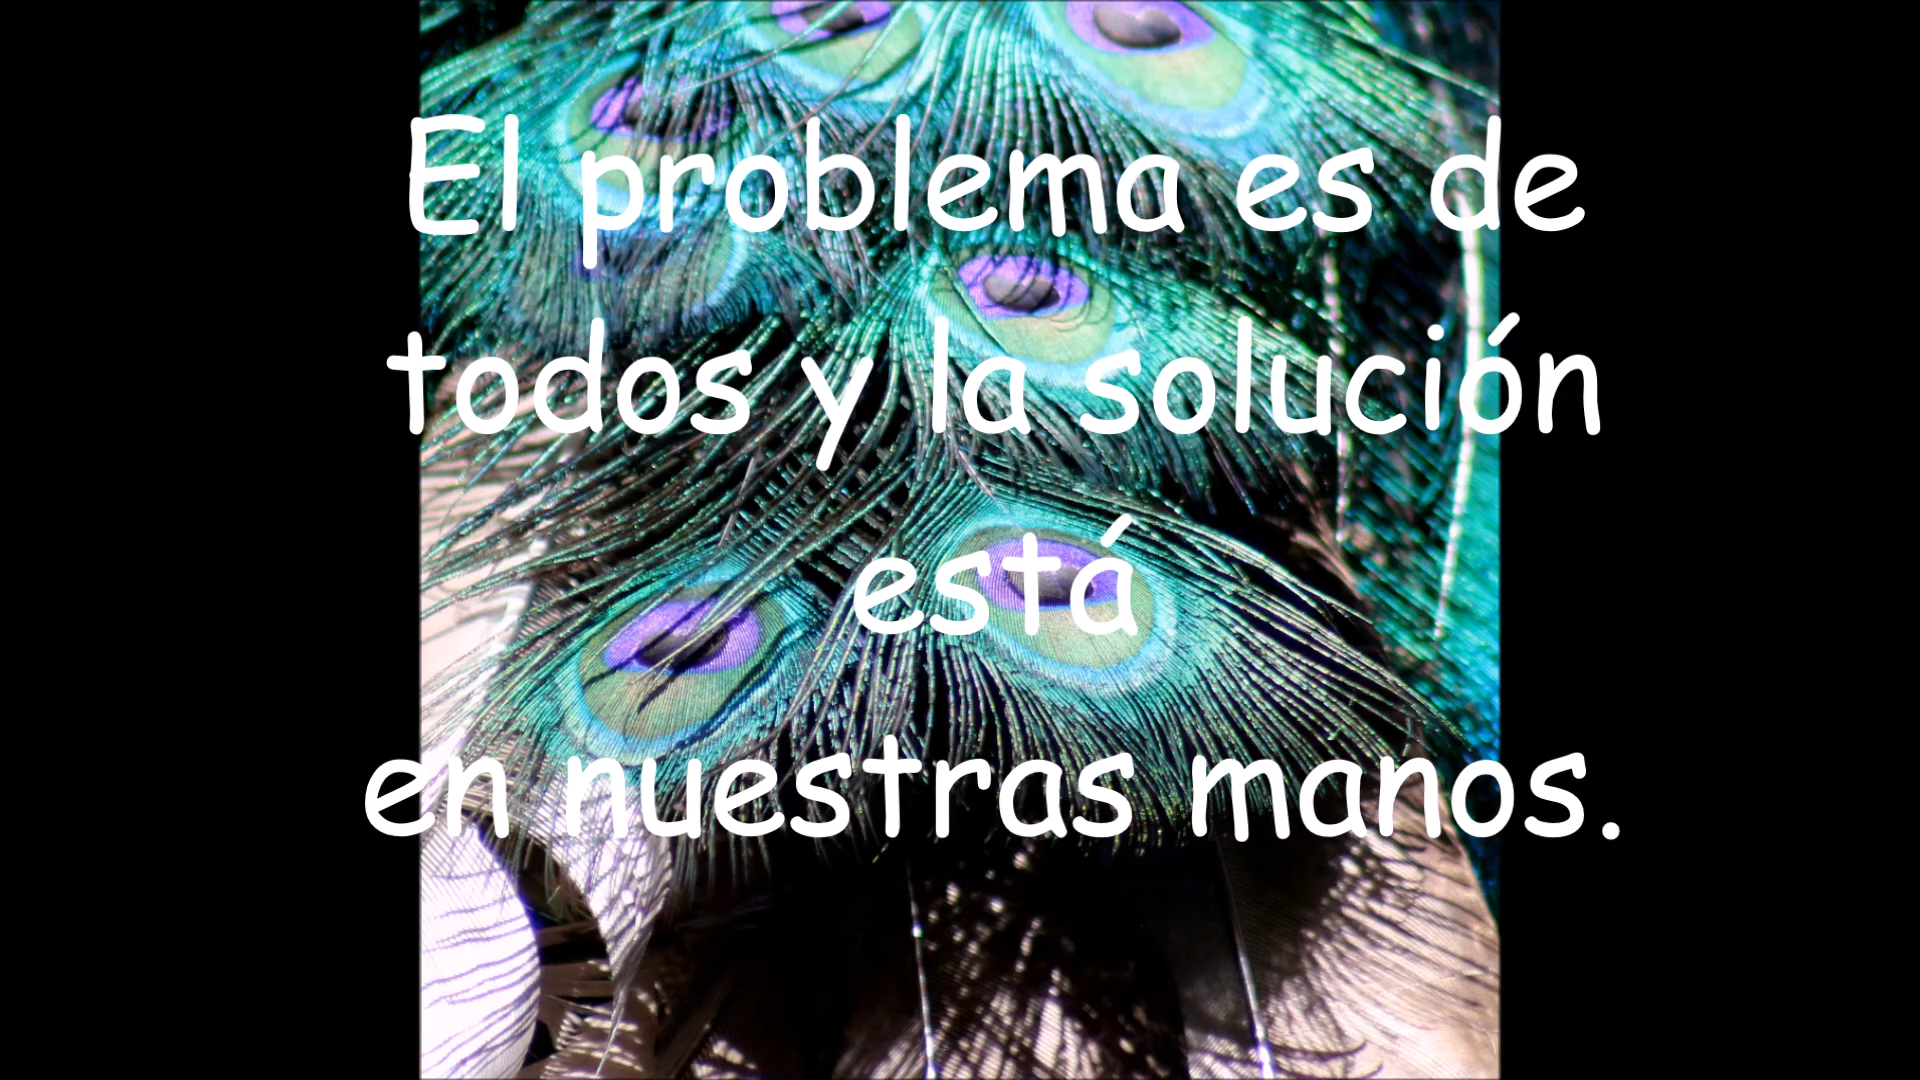 El problema es de
todos y la solución
está
en nuestras manos.